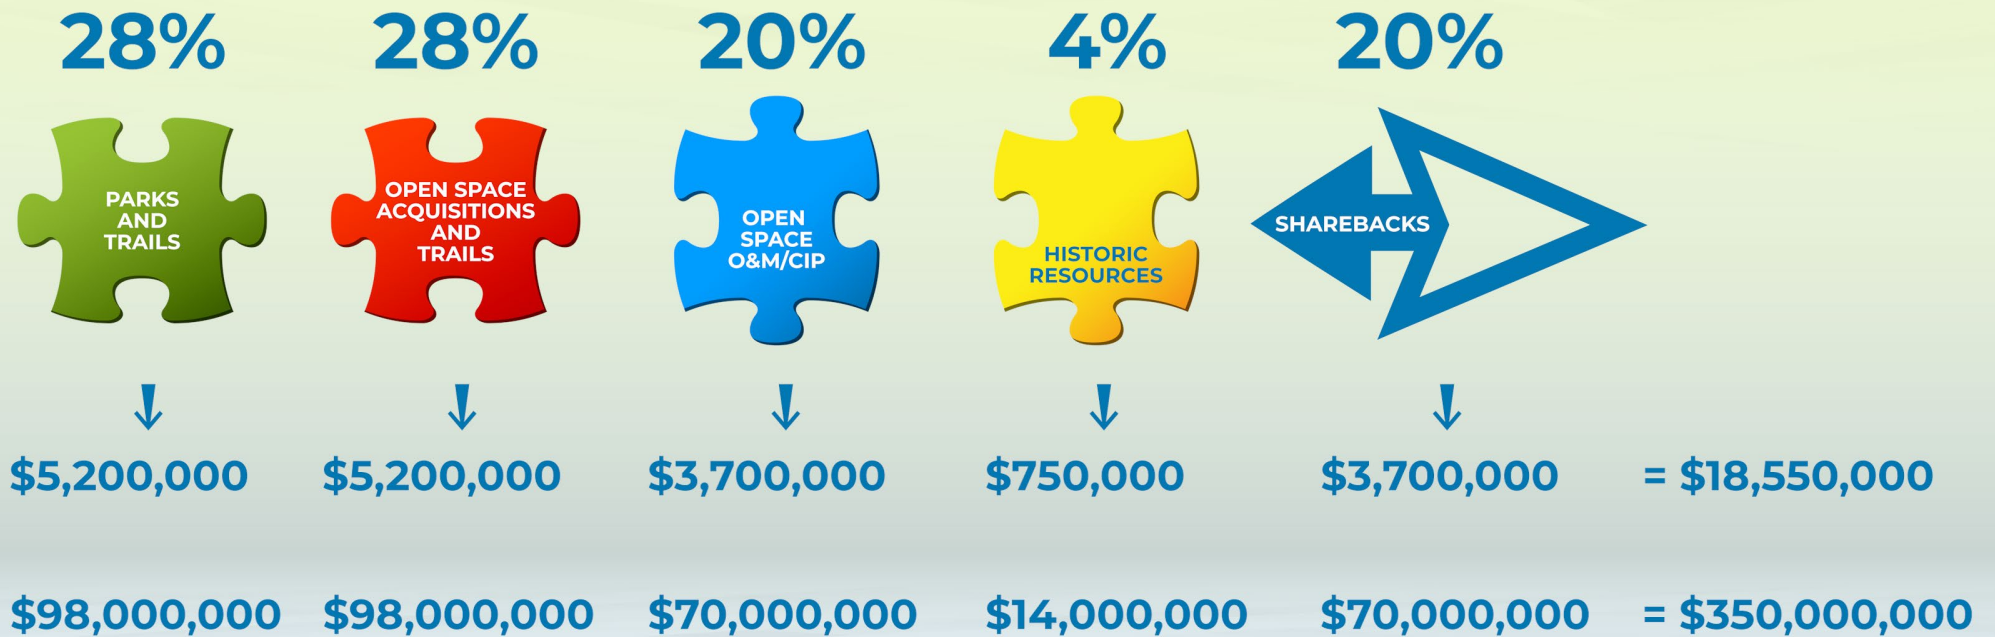 28% 28% 20% 4% 20%
PARKS
AND
TRAILS
OPEN SPACE
ACQUISITIONS
AND
TRAILS
OPEN
SPACE
O&M/CIP
HISTORIC
RESOURCES
SHAREBACKS
$5,200,000 $5,200,000 $3,700,000 $750,000 $3,700,000 = $18,550,000
$98,000,000 $98,000,000 $70,000,000 $14,000,000 $70,000,000 = $350,000,000